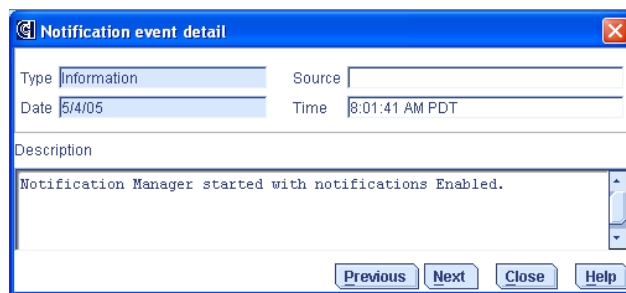 Notification event detail
Type Information Source
Date 5/4/05 Time 8:01:41 AM PDT
Description
Notification Manager started with notifications Enabled.
Previous Next Close Help